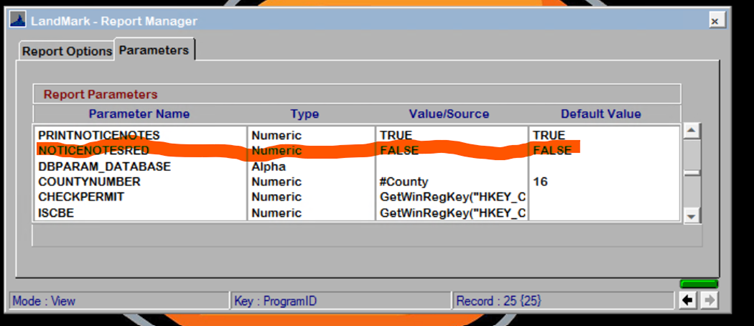 LandMark - Report Manager
Report Options Parameters
Report Parameters
Parameter Name Type Value/Source Default Value
PRINTNOTICENOTES Numeric TRUE TRUE
NOTICENOTESRED Numeric FALSE FALSE
DBPARAM_DATABASE Alpha
COUNTYNUMBER Numeric #County 16
CHECKPERMIT Numeric GetWinRegKey("HKEY_C
ISCBE Numeric GetWinRegKey("HKEY_C
Mode : View Key : ProgramID Record : 25 {25}